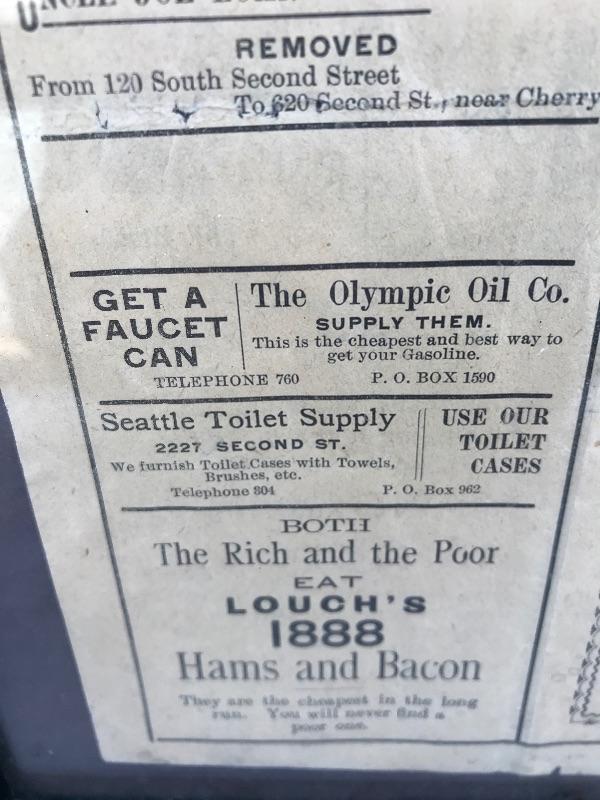 REMOVED
From 120 South Second Street
To 620 Second St., near Cherry
GET A
FAUCET
CAN
The Olympic Oil Co.
SUPPLY THEM.
This is the cheapest and best way to
get your Gasoline.
TELEPHONE 760 P. O. BOX 1590
Seattle Toilet Supply
2227 SECOND ST.
We furnish Toilet Cases with Towels,
Brushes, etc.
Telephone 804 P. O. Box 962
USE OUR
TOILET
CASES
BOTH
The Rich and the Poor
EAT
LOUCH'S
1888
Hams and Bacon
They are the cheapest in the long
run. You will never find a
poor one.